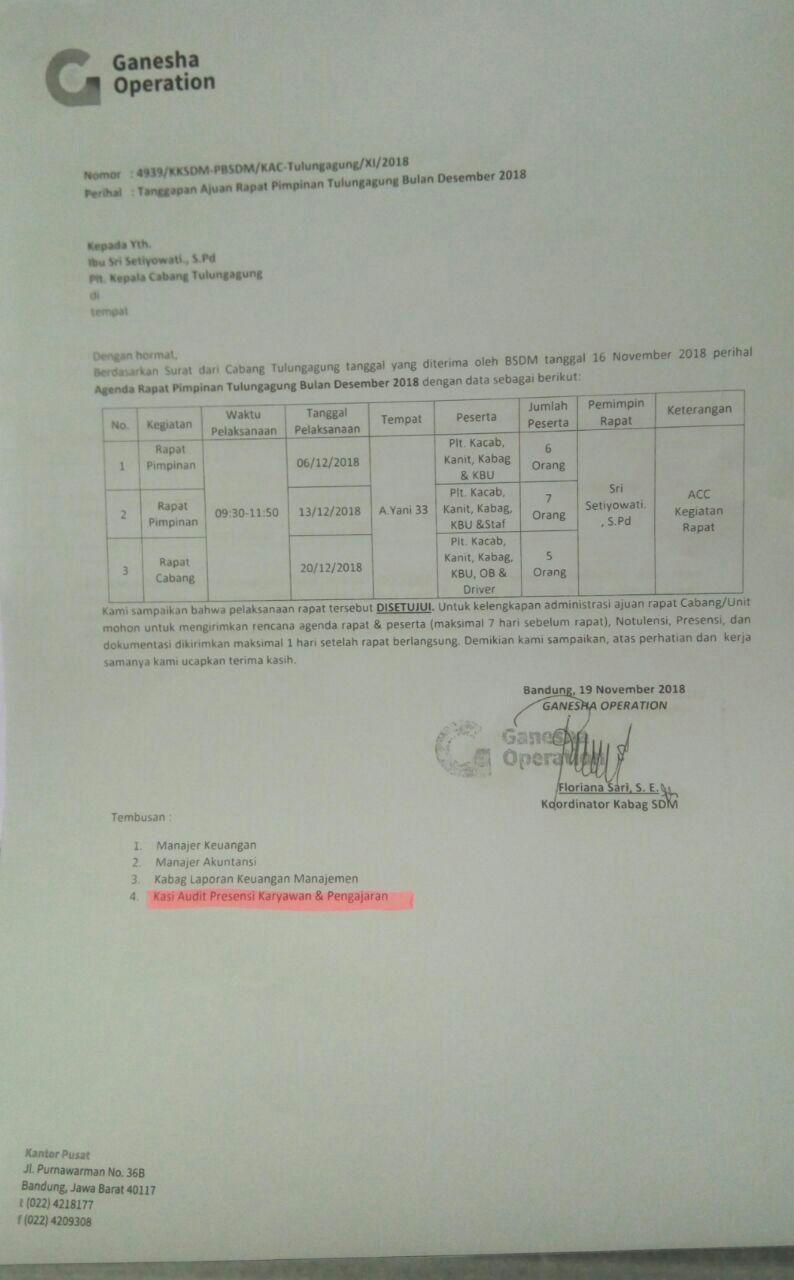 Ganesha
Operation
Nomor : 4939/KKSDM-PBSDM/KAC-Tulungagung/XI/2018
Perihal : Tanggapan Ajuan Rapat Pimpinan Tulungagung Bulan Desember 2018
Kepada Yth.
Ibu Sri Setiyowati., S.Pd
Plt. Kepala Cabang Tulungagung
di
tempat
Dengan hormat,
Berdasarkan Surat dari Cabang Tulungagung tanggal yang diterima oleh BSDM tanggal 16 November 2018 perihal
Agenda Rapat Pimpinan Tulungagung Bulan Desember 2018 dengan data sebagai berikut:
No. Kegiatan Waktu Pelaksanaan Tanggal Pelaksanaan Tempat Peserta Jumlah Peserta Pemimpin Rapat Keterangan
1 Rapat Pimpinan 09:30-11:50 06/12/2018 A.Yani 33 Plt. Kacab, Kanit, Kabag & KBU 6 Orang Sri Setiyowati. , S.Pd ACC Kegiatan Rapat
2 Rapat Pimpinan 13/12/2018 Plt. Kacab, Kanit, Kabag, KBU &Staf 7 Orang
3 Rapat Cabang 20/12/2018 Plt. Kacab, Kanit, Kabag, KBU, OB & Driver 5 Orang
Kami sampaikan bahwa pelaksanaan rapat tersebut DISETUJUI. Untuk kelengkapan administrasi ajuan rapat Cabang/Unit
mohon untuk mengirimkan rencana agenda rapat & peserta (maksimal 7 hari sebelum rapat), Notulensi, Presensi, dan
dokumentasi dikirimkan maksimal 1 hari setelah rapat berlangsung. Demikian kami sampaikan, atas perhatian dan kerja
samanya kami ucapkan terima kasih.
Bandung, 19 November 2018
GANESHA OPERATION
Ganesha
Operation
Floriana Sari, S. E.
Koordinator Kabag SDM
Tembusan :
1. Manajer Keuangan
2. Manajer Akuntansi
3. Kabag Laporan Keuangan Manajemen
4. Kasi Audit Presensi Karyawan & Pengajaran
Kantor Pusat
Jl. Purnawarman No. 36B
Bandung, Jawa Barat 40117
t (022) 4218177
f (022) 4209308